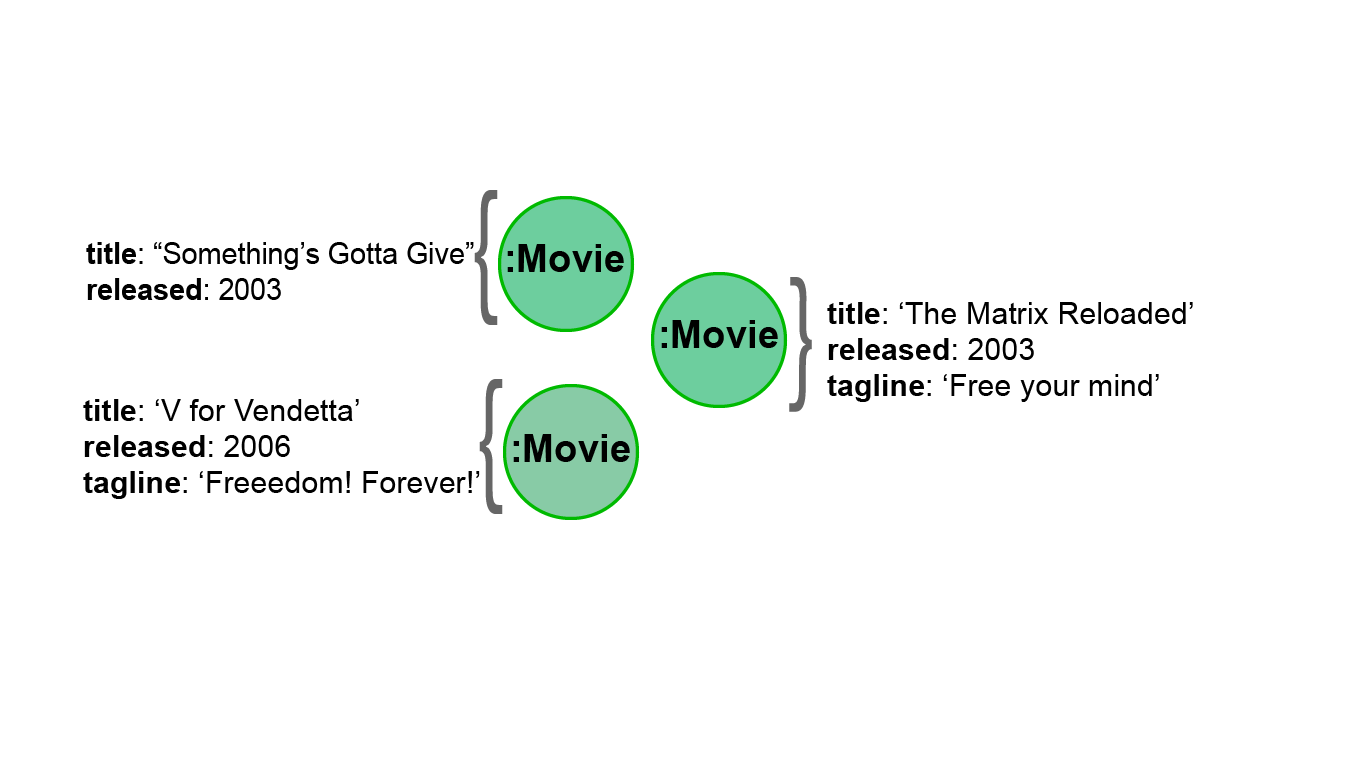 title: “Something’s Gotta Give”
released: 2003
:Movie
:Movie
title: ‘The Matrix Reloaded’
released: 2003
tagline: ‘Free your mind’
title: ‘V for Vendetta’
released: 2006
tagline: ‘Freeedom! Forever!’
:Movie